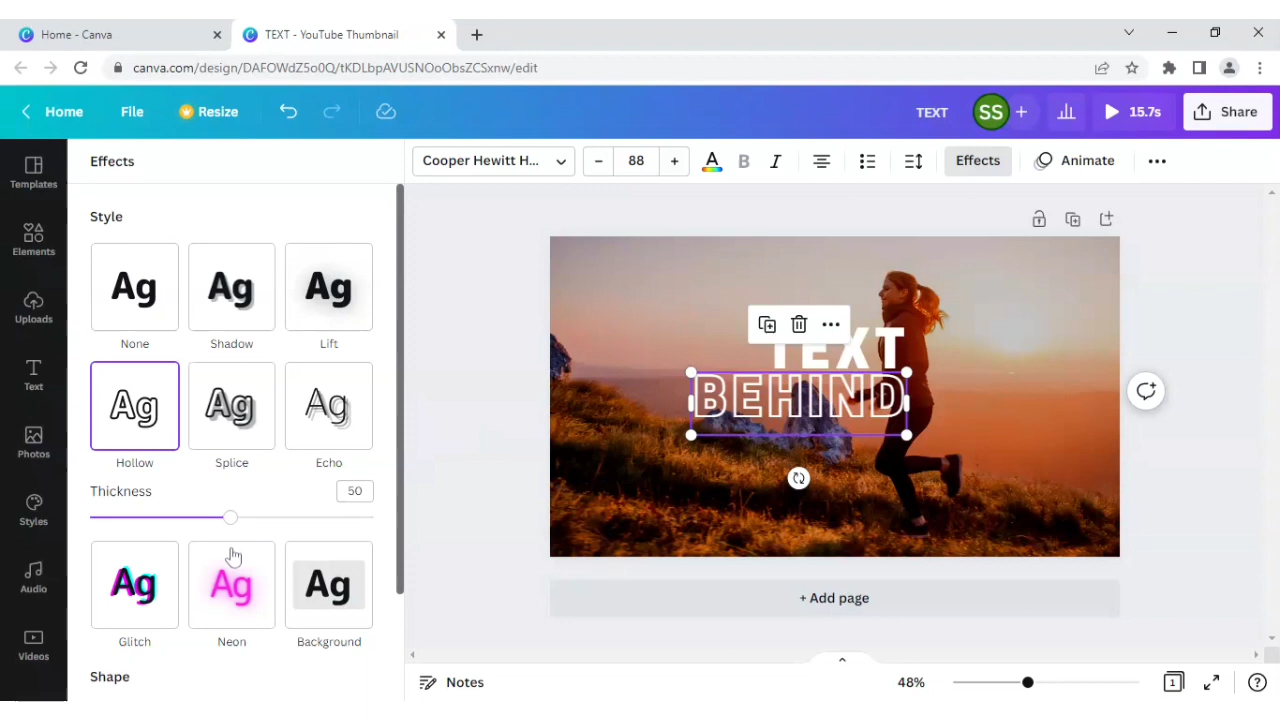 Home - Canva
TEXT - YouTube Thumbnail
canva.com/design/DAFOWdZ5o0Q/tKDLbpAVUSNOoObsZCSxnw/edit
Home
File
Resize
TEXT
SS
15.7s
Share
Templates
Elements
Uploads
Text
Photos
Styles
Audio
Videos
Effects
Style
Ag
Ag
Ag
None
Shadow
Lift
Ag
Ag
Ag
Hollow
Splice
Echo
Thickness
50
Ag
Ag
Ag
Glitch
Neon
Background
Shape
Cooper Hewitt H...
88
A
B
I
Effects
Animate
TEXT
BEHIND
+ Add page
Notes
48%
1
?